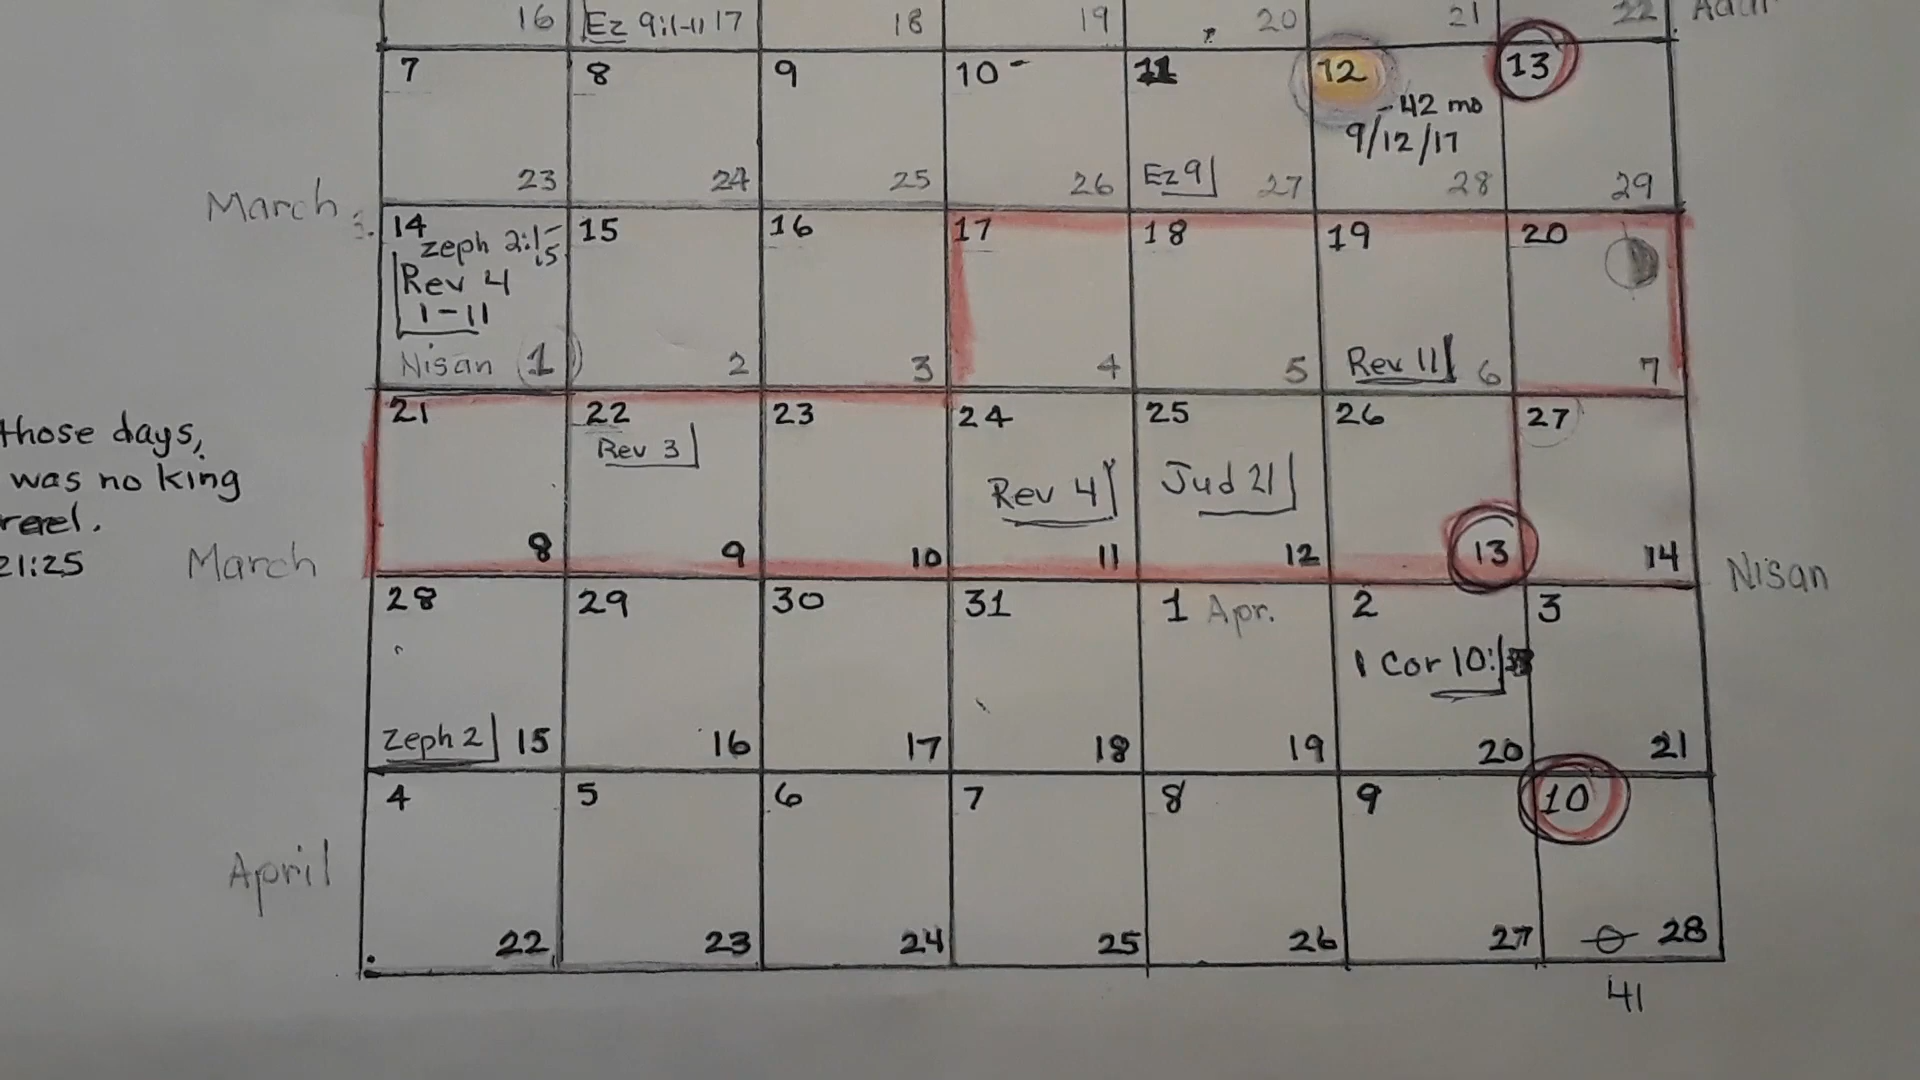 16 Ez 9:1-11 17 18 19 20 21 22
7 8 9 10 - 11 12 13
- 42 mo
9/12/17
Ez 9
23 24 25 26 27 28 29
March
14 15 16 17 18 19 20
Zeph 2:1-
15
Rev 4
1-11
Rev 11
Nisan 1 2 3 4 5 6 7
21 22 23 24 25 26 27
Rev 3
Rev 4 Jud 21
those days,
was no king
21:25
March
8 9 10 11 12 13 14
Nisan
28 29 30 31 1 Apr. 2 3
1 Cor 10:
Zeph 2 15 16 17 18 19 20 21
4 5 6 7 8 9 10
April
22 23 24 25 26 27 28
41